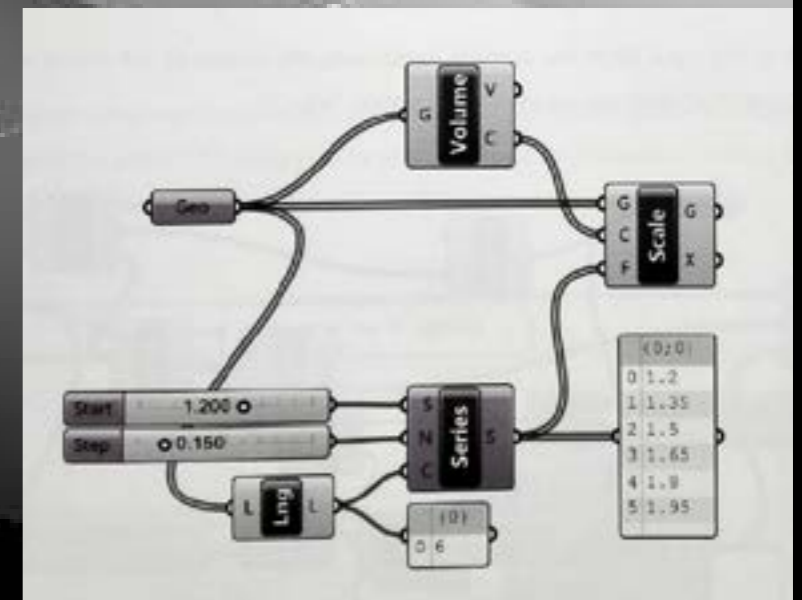 V
G Volume
C
Geo
G G
C Scale
F X
(0;0)
0 1.2
1 1.35
2 1.5
3 1.65
4 1.8
5 1.95
Start 1.200
Step 0.150
S
N Series S
C
L Lng L
(0)
0 6